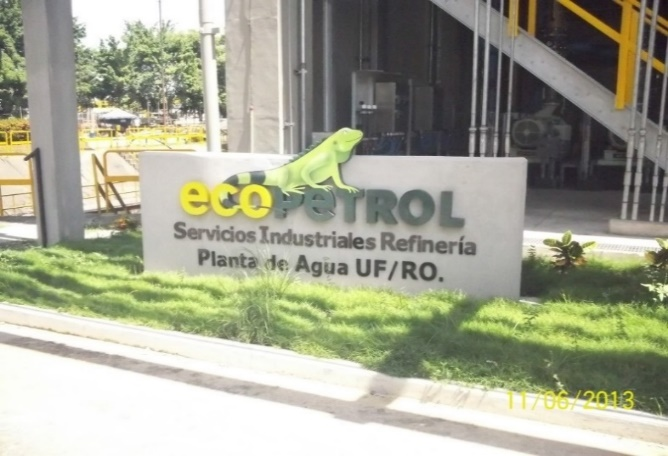 ecoPeTROL
Servicios Industriales Refinería
Planta de Agua UF/RO.
11/06/2013